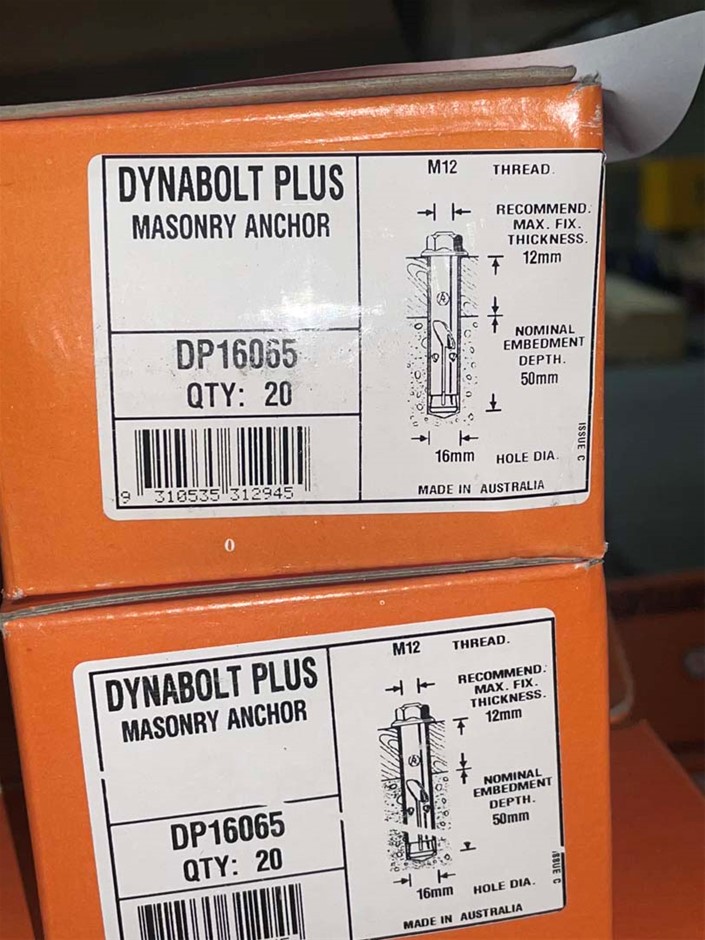 DYNABOLT PLUS
MASONRY ANCHOR
DP16065
QTY: 20
9 310535 312945
M12 THREAD.
RECOMMEND.
MAX. FIX.
THICKNESS.
12mm
NOMINAL
EMBEDMENT
DEPTH.
50mm
16mm HOLE DIA.
MADE IN AUSTRALIA
ISSUE C
0
DYNABOLT PLUS
MASONRY ANCHOR
DP16065
QTY: 20
M12 THREAD.
RECOMMEND.
MAX. FIX.
THICKNESS.
12mm
NOMINAL
EMBEDMENT
DEPTH.
50mm
16mm HOLE DIA.
MADE IN AUSTRALIA
ISSUE C